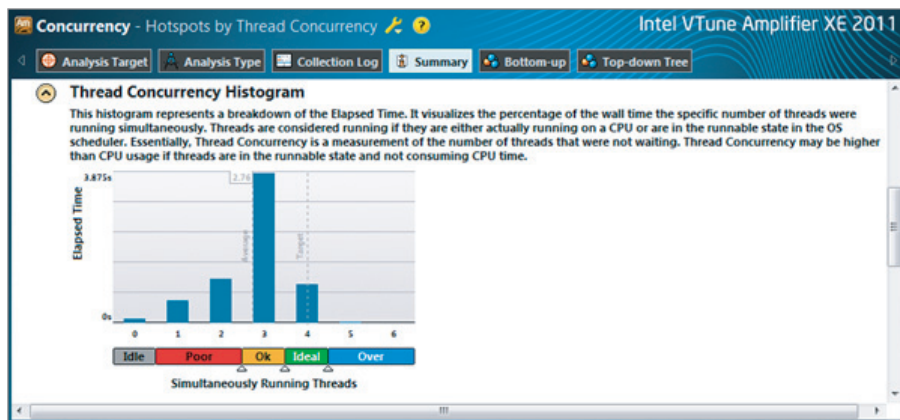 Concurrency - Hotspots by Thread Concurrency
Intel VTune Amplifier XE 2011
Analysis Target
Analysis Type
Collection Log
Summary
Bottom-up
Top-down Tree
Thread Concurrency Histogram
This histogram represents a breakdown of the Elapsed Time. It visualizes the percentage of the wall time the specific number of threads were
running simultaneously. Threads are considered running if they are either actually running on a CPU or are in the runnable state in the OS
scheduler. Essentially, Thread Concurrency is a measurement of the number of threads that were not waiting. Thread Concurrency may be higher
than CPU usage if threads are in the runnable state and not consuming CPU time.
3.875s
2.76
Elapsed Time
Average
Target
0s
0 1 2 3 4 5 6
Idle Poor Ok Ideal Over
Simultaneously Running Threads